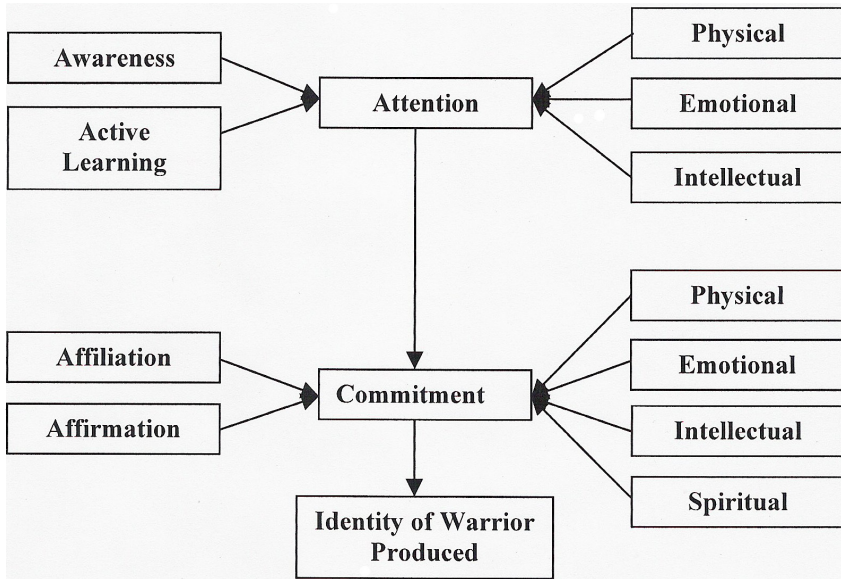 Awareness
Active
Learning
Attention
Physical
Emotional
Intellectual
Affiliation
Affirmation
Commitment
Physical
Emotional
Intellectual
Spiritual
Identity of Warrior
Produced